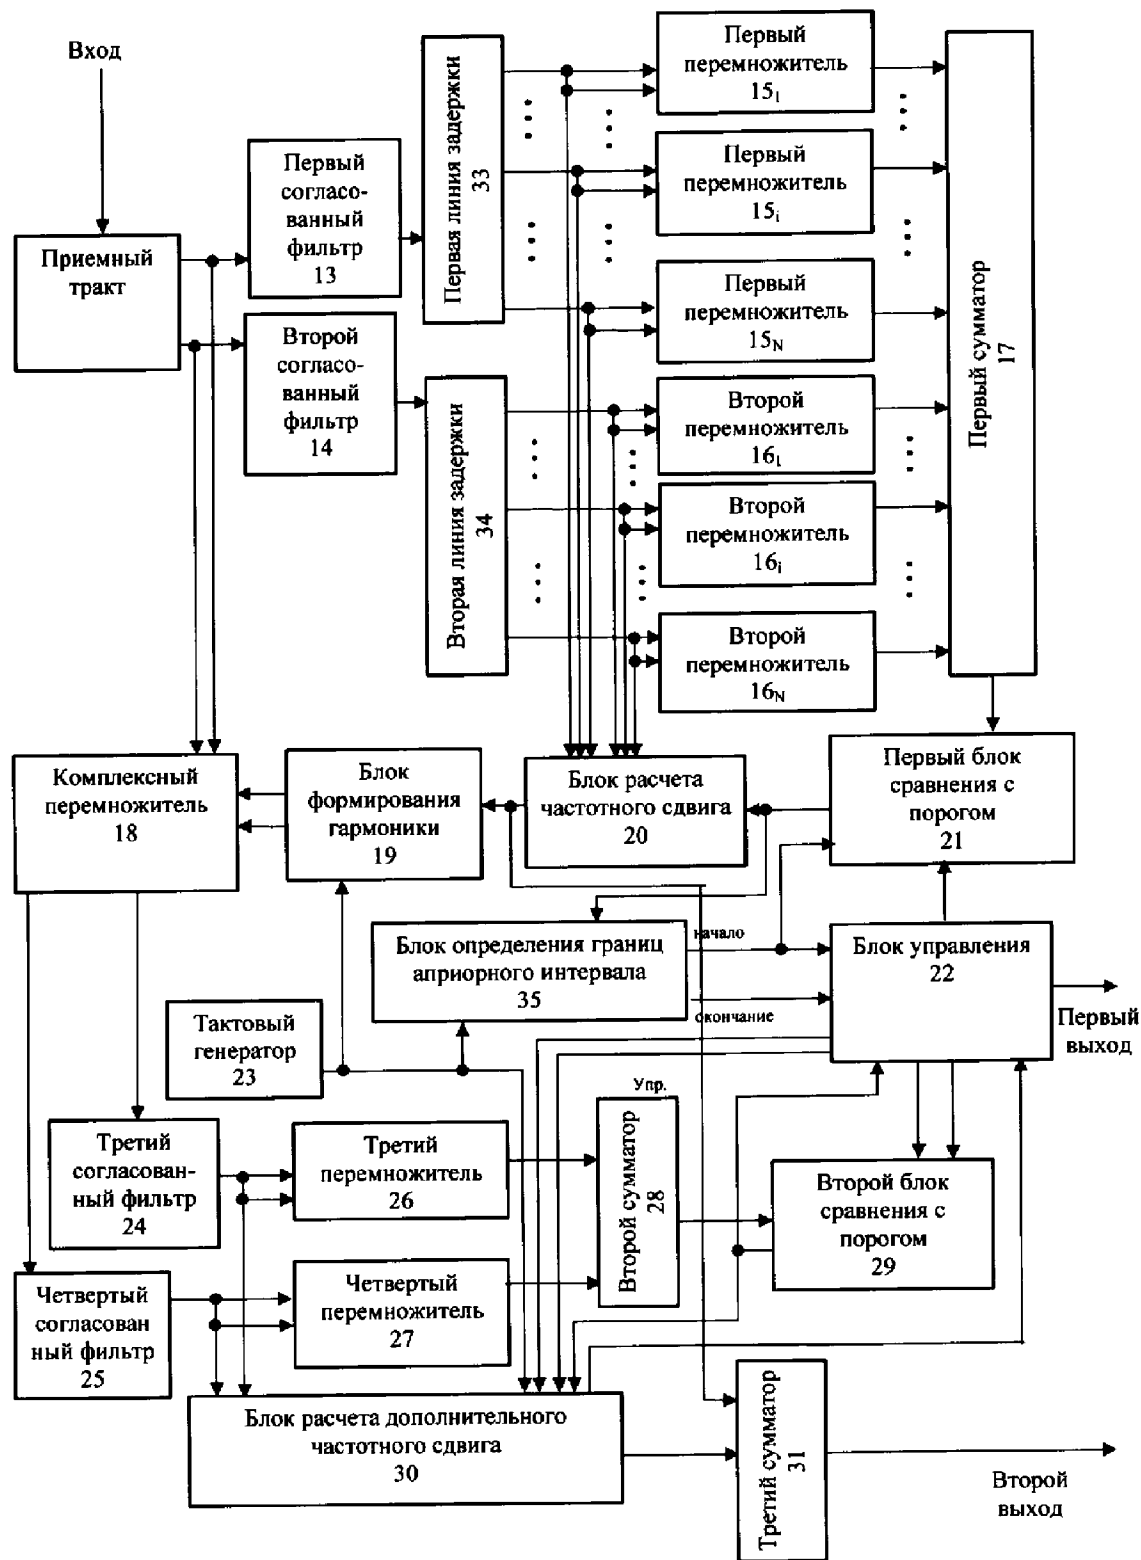 Вход
Приемный
тракт
Первый
согласо-
ванный
фильтр
13
Второй
согласо-
ванный
фильтр
14
Первая линия задержки
33
Вторая линия задержки
34
Первый
перемножитель
15₁
Первый
перемножитель
15ᵢ
Первый
перемножитель
15_N
Второй
перемножитель
16₁
Второй
перемножитель
16ᵢ
Второй
перемножитель
16_N
Первый сумматор
17
Комплексный
перемножитель
18
Блок
формирования
гармоники
19
Блок расчета
частотного сдвига
20
Первый блок
сравнения с
порогом
21
Блок определения границ
априорного интервала
35
начало
окончание
Блок управления
22
Первый
выход
Тактовый
генератор
23
Третий
согласован-
ный фильтр
24
Третий
перемножитель
26
Упр.
Второй сумматор
28
Второй блок
сравнения с
порогом
29
Четвертый
согласован
ный фильтр
25
Четвертый
перемножитель
27
Блок расчета дополнительного
частотного сдвига
30
Третий сумматор
31
Второй
выход